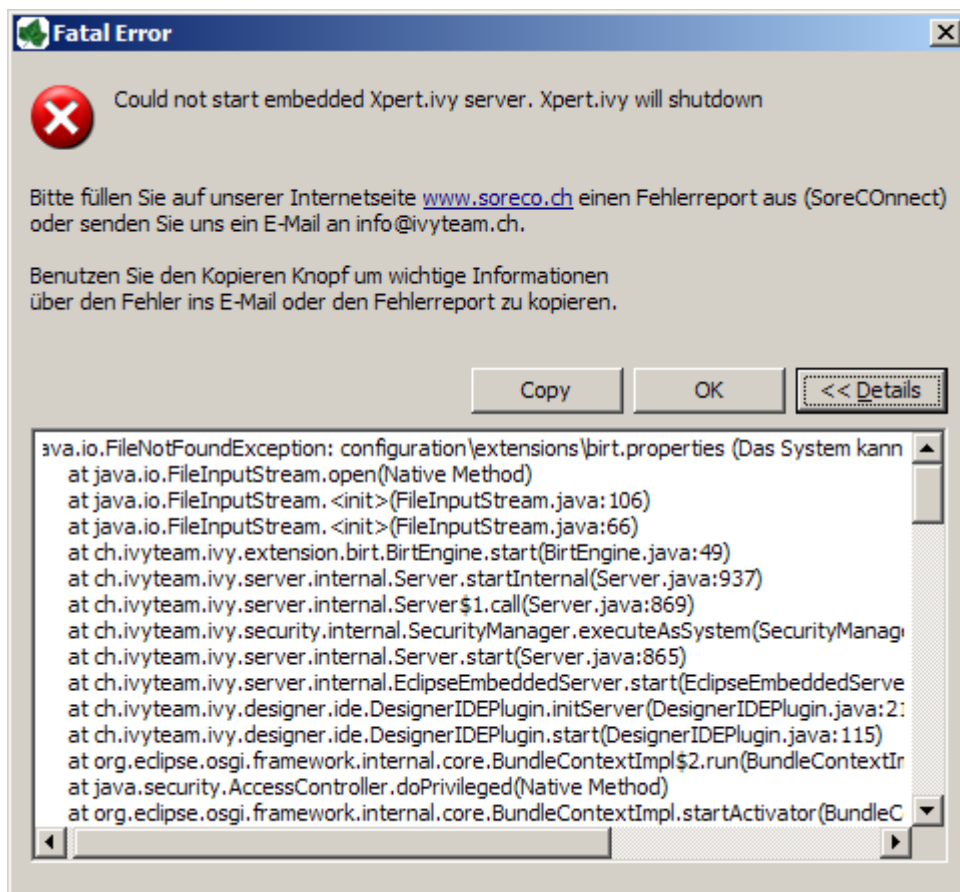 Fatal Error
Could not start embedded Xpert.ivy server. Xpert.ivy will shutdown
Bitte füllen Sie auf unserer Internetseite www.soreco.ch einen Fehlerreport aus (SoreCOnnect)
oder senden Sie uns ein E-Mail an info@ivyteam.ch.
Benutzen Sie den Kopieren Knopf um wichtige Informationen
über den Fehler ins E-Mail oder den Fehlerreport zu kopieren.
Copy OK << Details
ava.io.FileNotFoundException: configuration\extensions\birt.properties (Das System kann
at java.io.FileInputStream.open(Native Method)
at java.io.FileInputStream.<init>(FileInputStream.java:106)
at java.io.FileInputStream.<init>(FileInputStream.java:66)
at ch.ivyteam.ivy.extension.birt.BirtEngine.start(BirtEngine.java:49)
at ch.ivyteam.ivy.server.internal.Server.startInternal(Server.java:937)
at ch.ivyteam.ivy.server.internal.Server$1.call(Server.java:869)
at ch.ivyteam.ivy.security.internal.SecurityManager.executeAsSystem(SecurityManag
at ch.ivyteam.ivy.server.internal.Server.start(Server.java:865)
at ch.ivyteam.ivy.server.internal.EclipseEmbeddedServer.start(EclipseEmbeddedServe
at ch.ivyteam.ivy.designer.ide.DesignerIDEPlugin.initServer(DesignerIDEPlugin.java:21
at ch.ivyteam.ivy.designer.ide.DesignerIDEPlugin.start(DesignerIDEPlugin.java:115)
at org.eclipse.osgi.framework.internal.core.BundleContextImpl$2.run(BundleContextIm
at java.security.AccessController.doPrivileged(Native Method)
at org.eclipse.osgi.framework.internal.core.BundleContextImpl.startActivator(BundleC